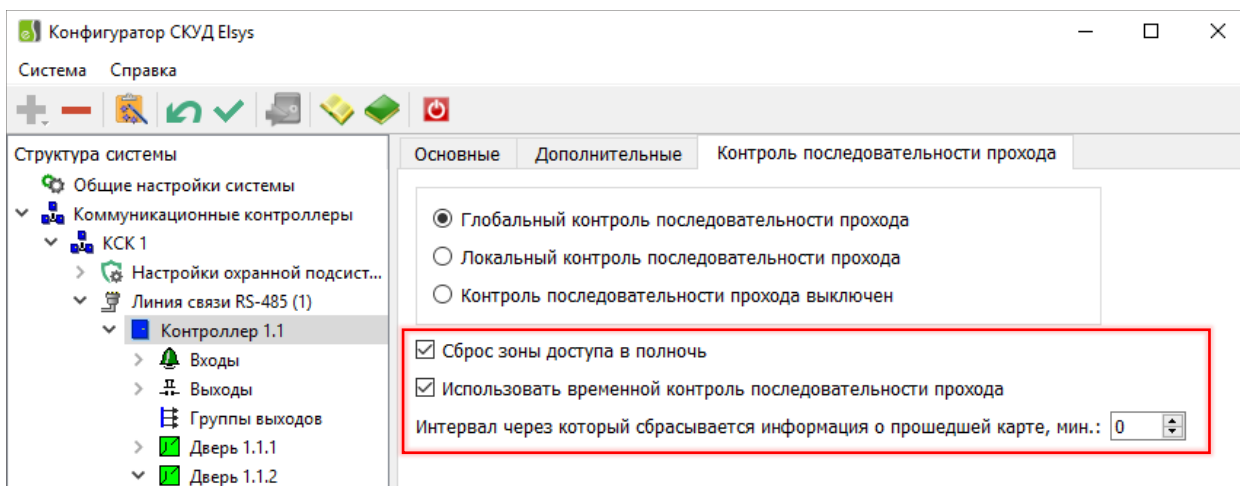 Конфигуратор СКУД Elsys
Система Справка
Структура системы
Основные Дополнительные Контроль последовательности прохода
Общие настройки системы
Коммуникационные контроллеры
КСК 1
Настройки охранной подсист...
Линия связи RS-485 (1)
Контроллер 1.1
Входы
Выходы
Группы выходов
Дверь 1.1.1
Дверь 1.1.2
Глобальный контроль последовательности прохода
Локальный контроль последовательности прохода
Контроль последовательности прохода выключен
Сброс зоны доступа в полночь
Использовать временной контроль последовательности прохода
Интервал через который сбрасывается информация о прошедшей карте, мин.: 0